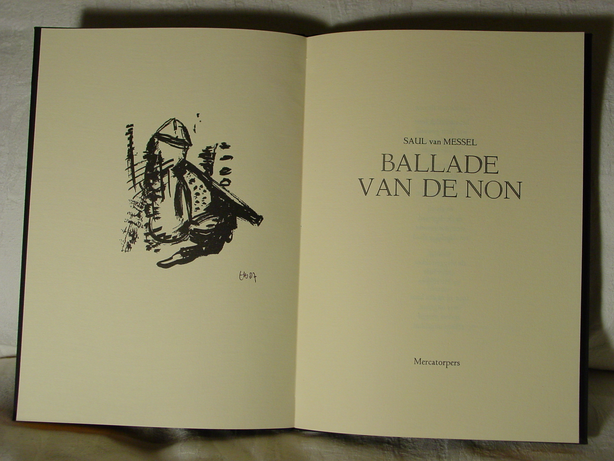 SAUL van MESSEL
BALLADE
VAN DE NON
Mercatorpers